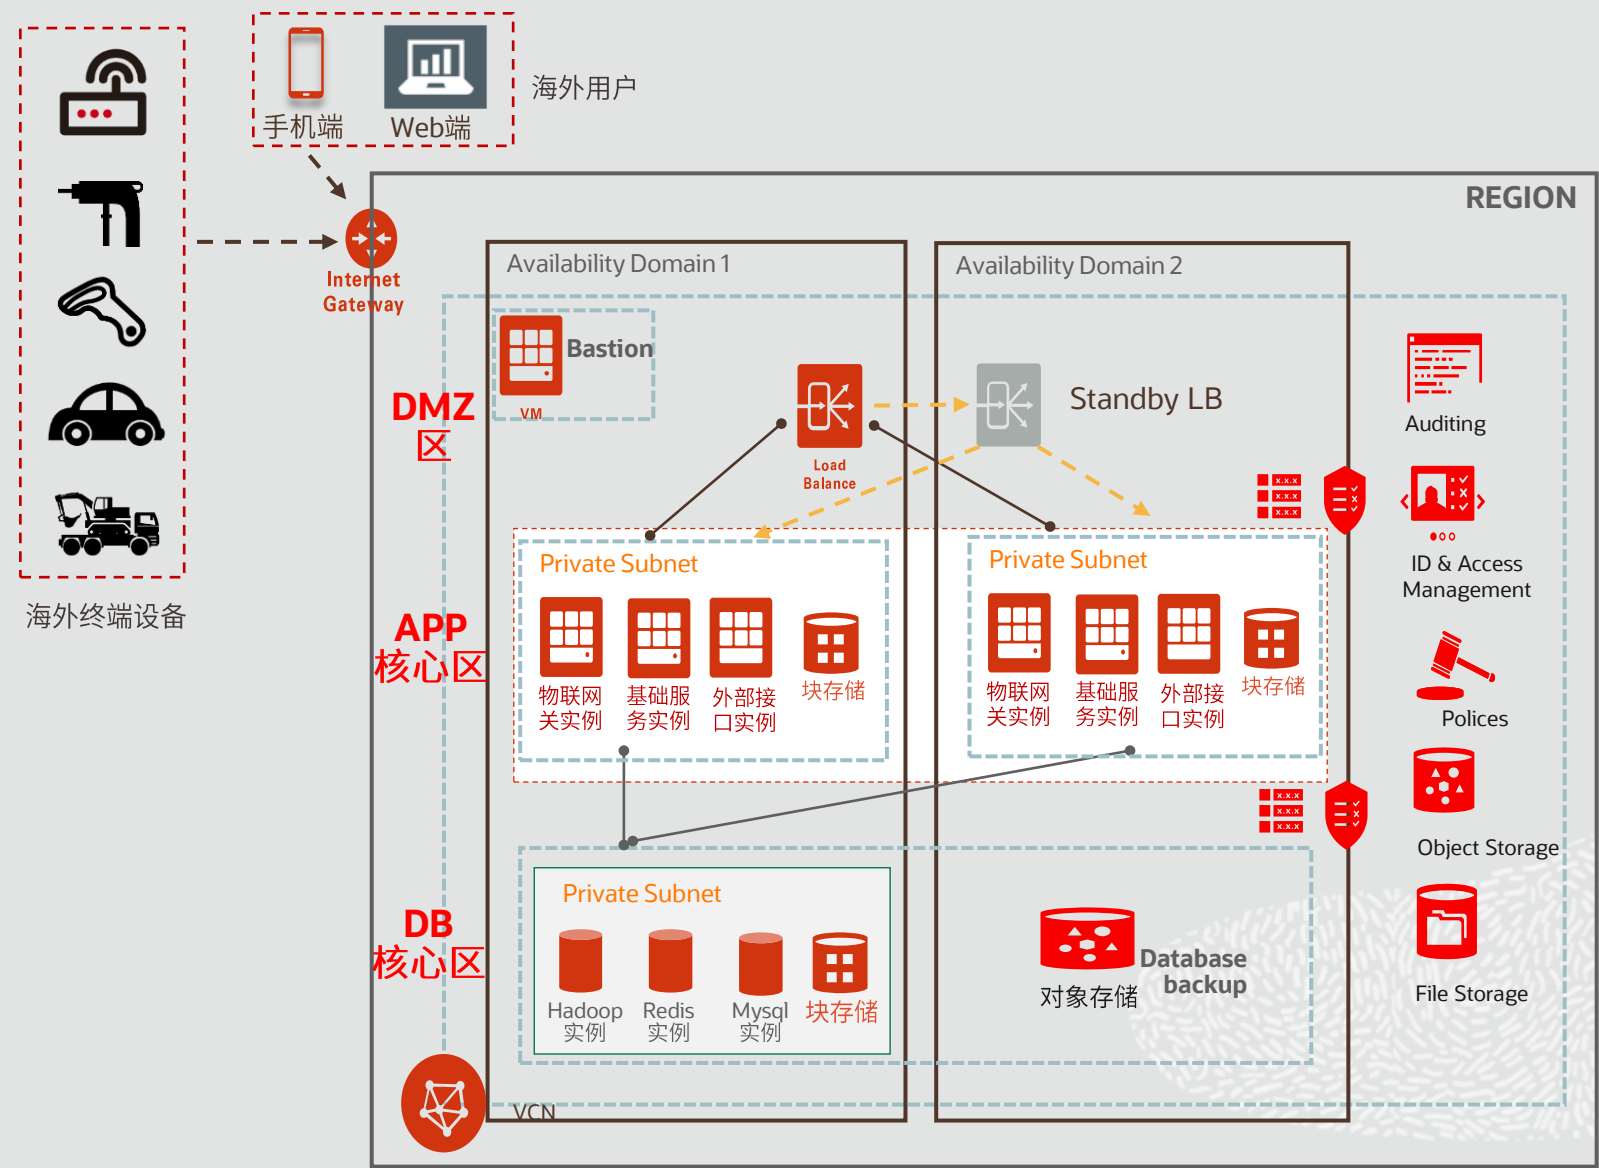 手机端
Web端
海外用户
REGION
Internet
Gateway
Availability Domain 1
Availability Domain 2
Bastion
VM
DMZ
区
Load
Balance
Standby LB
Auditing
x.x.x
x.x.x
x.x.x
ID & Access
Management
海外终端设备
APP
核心区
Private Subnet
物联网
关实例
基础服
务实例
外部接
口实例
块存储
Private Subnet
物联网
关实例
基础服
务实例
外部接
口实例
块存储
Polices
x.x.x
x.x.x
x.x.x
Object Storage
DB
核心区
Private Subnet
Hadoop
实例
Redis
实例
Mysql
实例
块存储
Database
backup
对象存储
File Storage
VCN